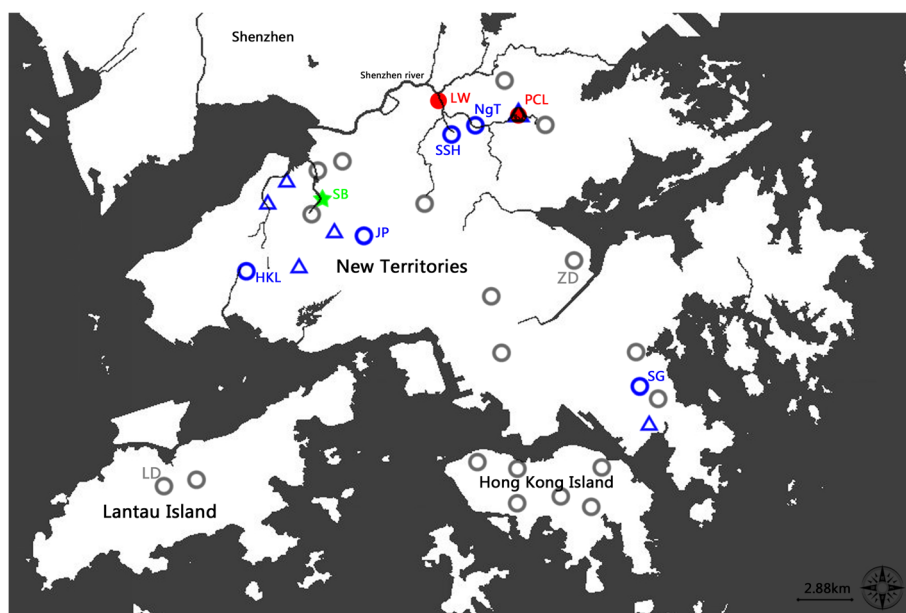 Shenzhen
Shenzhen river
LW
NgT
PCL
SSH
SB
JP
HKL
New Territories
ZD
SG
LD
Hong Kong Island
Lantau Island
2.88km